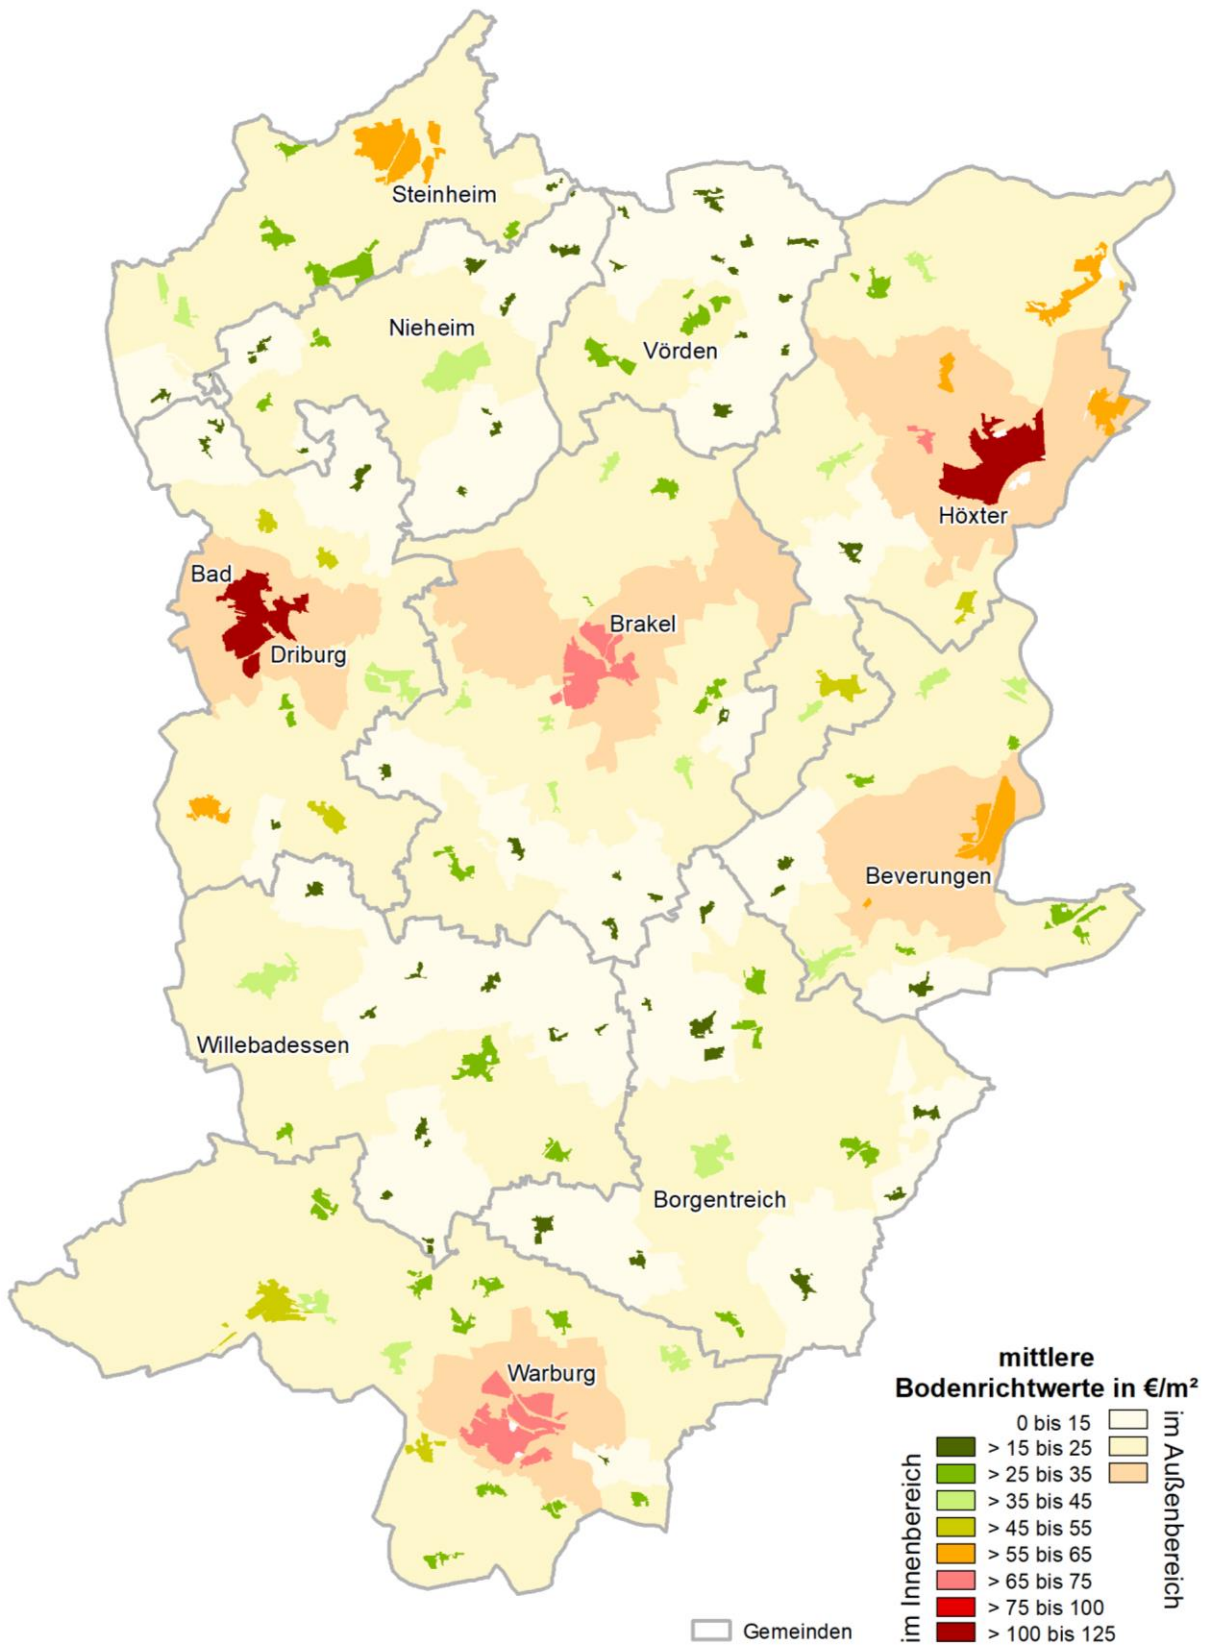 Steinheim
Nieheim
Vörden
Höxter
Bad
Driburg
Brakel
Beverungen
Willebadessen
Borgentreich
Warburg
mittlere
Bodenrichtwerte in €/m²
0 bis 15
> 15 bis 25
> 25 bis 35
> 35 bis 45
> 45 bis 55
> 55 bis 65
> 65 bis 75
> 75 bis 100
> 100 bis 125
im Innenbereich
im Außenbereich
Gemeinden